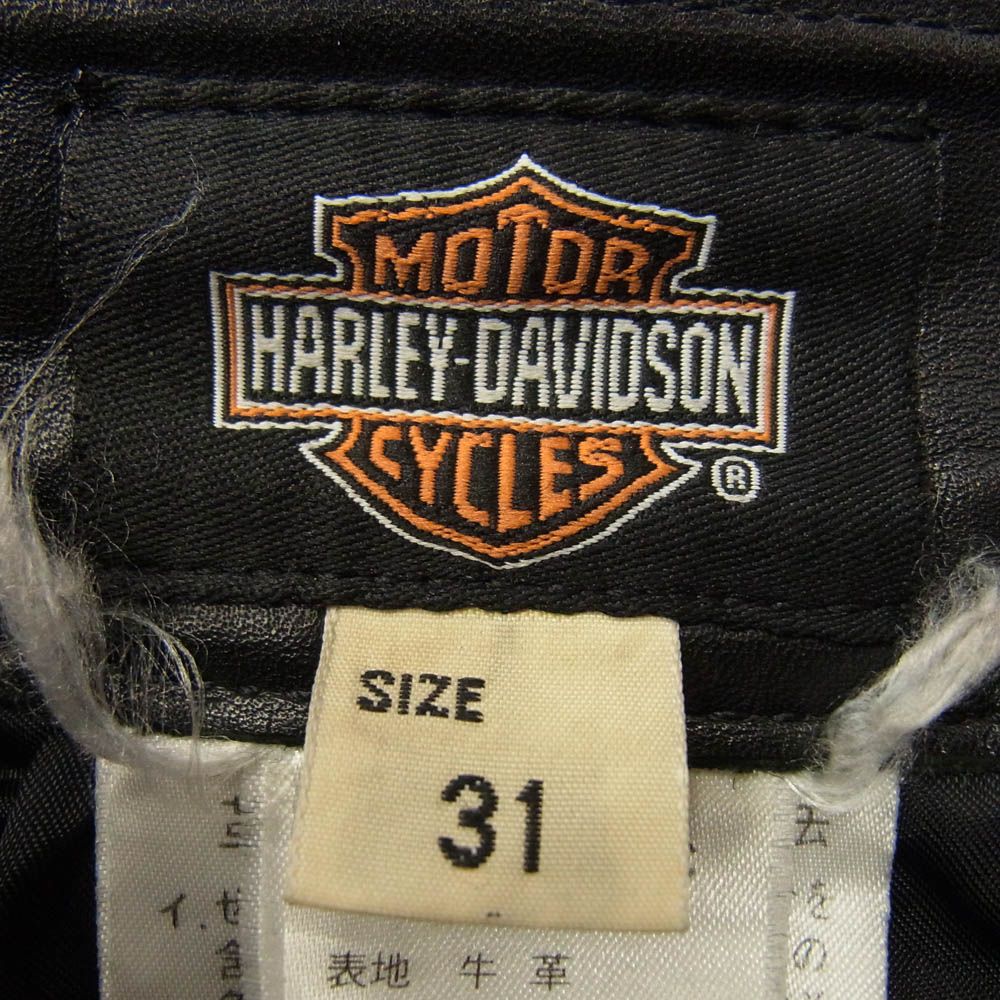 MOTOR
HARLEY-DAVIDSON
CYCLES
®
SIZE
31
表地 牛革